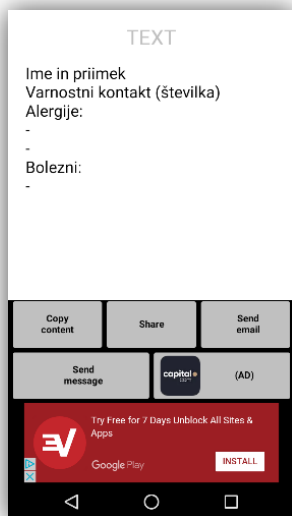 TEXT
Ime in priimek
Varnostni kontakt (številka)
Alergije:
-
-
Bolezni:
-
Copy
content
Share
Send
email
Send
message
capital
(AD)
Try Free for 7 Days Unblock All Sites &
Apps
Google Play
INSTALL